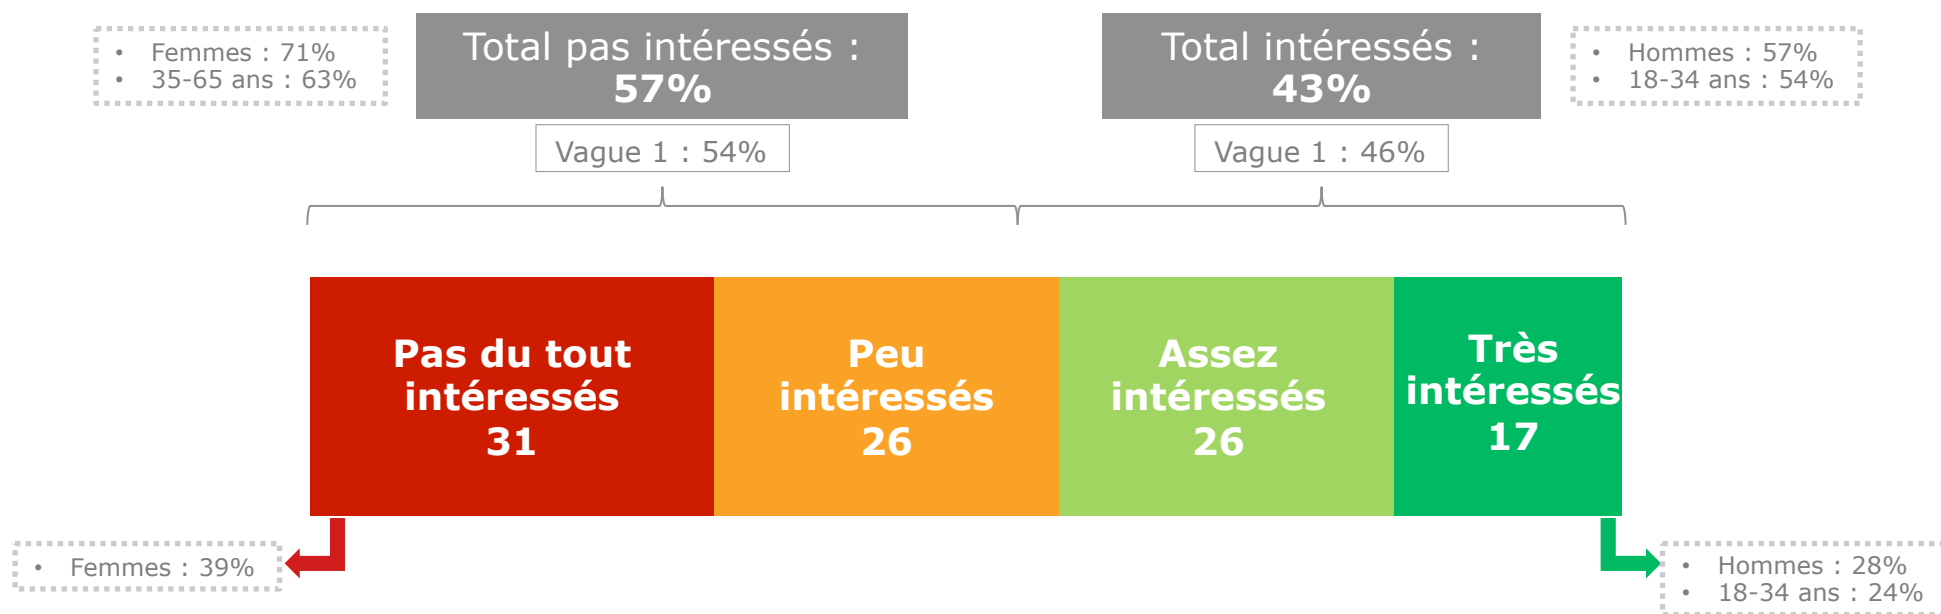 • Femmes : 71%
• 35-65 ans : 63%
Total pas intéressés :
57%
Vague 1 : 54%
Total intéressés :
43%
Vague 1 : 46%
• Hommes : 57%
• 18-34 ans : 54%
Pas du tout
intéressés
31
Peu
intéressés
26
Assez
intéressés
26
Très
intéressés
17
• Femmes : 39%
• Hommes : 28%
• 18-34 ans : 24%